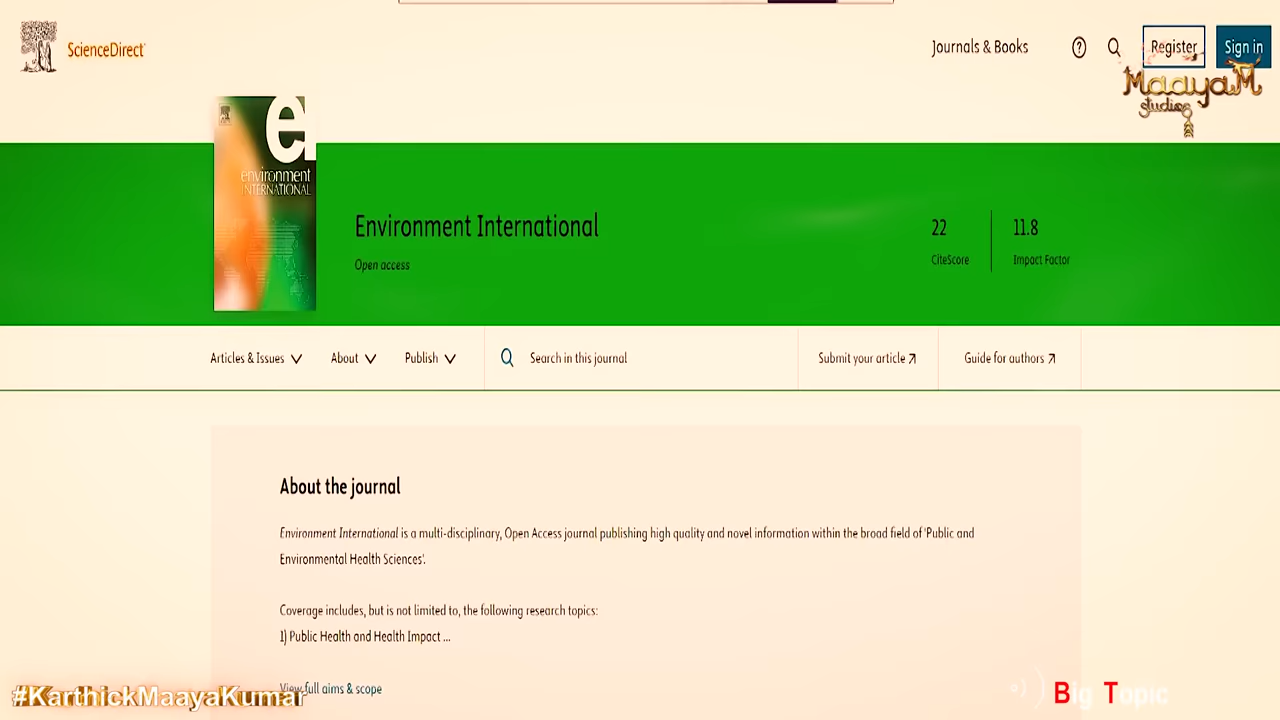 ScienceDirect
Journals & Books
Register
Sign in
MaayaM
studios
e
environment
INTERNATIONAL
Environment International
Open access
22
CiteScore
11.8
Impact Factor
Articles & Issues
About
Publish
Search in this journal
Submit your article
Guide for authors
About the journal
Environment International is a multi-disciplinary, Open Access journal publishing high quality and novel information within the broad field of 'Public and
Environmental Health Sciences'.
Coverage includes, but is not limited to, the following research topics:
1) Public Health and Health Impact ...
View full aims & scope
#KarthickMaayaKumar
Big Topic